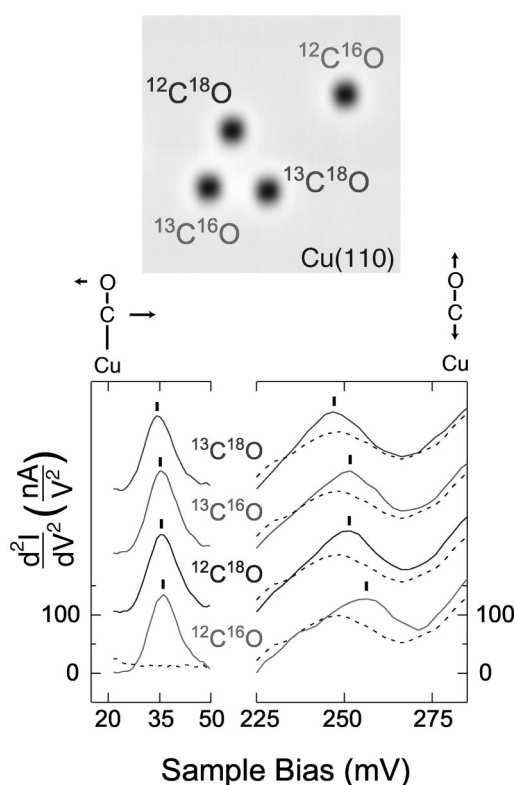 ¹²C¹⁶O
¹²C¹⁸O
¹³C¹⁸O
¹³C¹⁶O
Cu(110)
O
C
Cu
O
C
Cu
¹³C¹⁸O
¹³C¹⁶O
¹²C¹⁸O
¹²C¹⁶O
d²I
dV²
(nA
V²)
100
0
100
0
20
35
50
225
250
275
Sample Bias (mV)